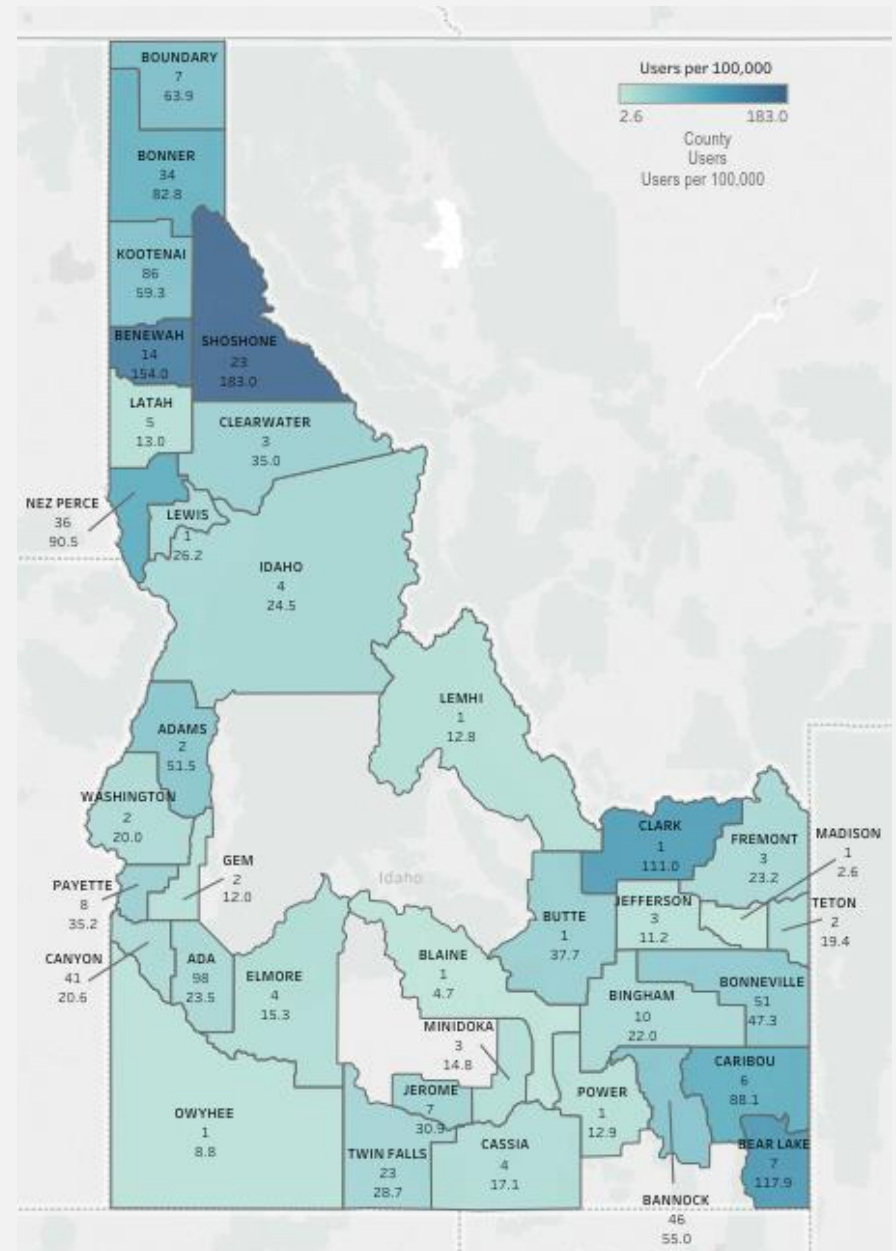 Users per 100,000
2.6
183.0
County
Users
Users per 100,000
BOUNDARY
7
63.9
BONNER
34
82.8
KOOTENAI
86
59.3
BENEWAH
14
154.0
SHOSHONE
23
183.0
LATAH
5
13.0
CLEARWATER
3
35.0
NEZ PERCE
36
90.5
LEWIS
1
26.2
IDAHO
4
24.5
LEMHI
1
12.8
ADAMS
2
51.5
WASHINGTON
2
20.0
GEM
2
12.0
PAYETTE
8
35.2
CANYON
41
20.6
ADA
98
23.5
ELMORE
4
15.3
Idaho
CLARK
1
111.0
FREMONT
3
23.2
MADISON
1
2.6
JEFFERSON
3
11.2
TETON
2
19.4
BUTTE
1
37.7
BLAINE
1
4.7
BINGHAM
10
22.0
BONNEVILLE
51
47.3
MINIDOKA
3
14.8
CARIBOU
6
88.1
POWER
1
12.9
JEROME
7
30.9
OWYHEE
1
8.8
TWIN FALLS
23
28.7
CASSIA
4
17.1
BEAR LAKE
7
117.9
BANNOCK
46
55.0